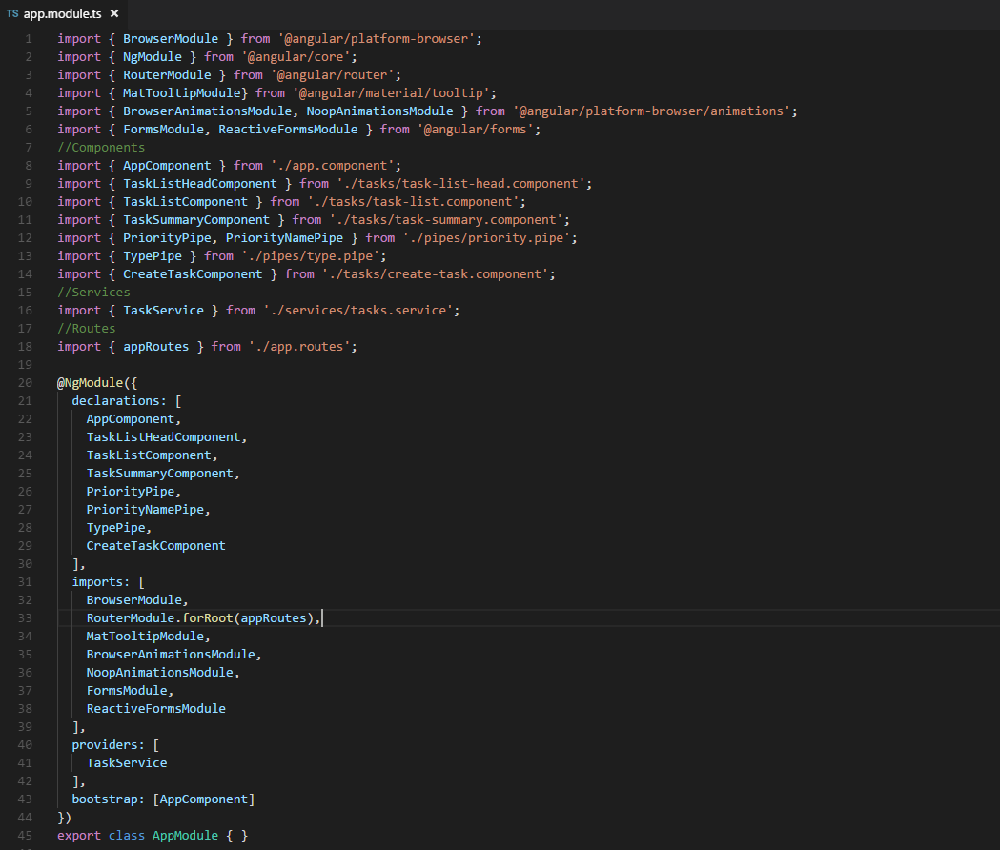 TS app.module.ts ×
1 import { BrowserModule } from '@angular/platform-browser';
2 import { NgModule } from '@angular/core';
3 import { RouterModule } from '@angular/router';
4 import { MatTooltipModule} from '@angular/material/tooltip';
5 import { BrowserAnimationsModule, NoopAnimationsModule } from '@angular/platform-browser/animations';
6 import { FormsModule, ReactiveFormsModule } from '@angular/forms';
7 //Components
8 import { AppComponent } from './app.component';
9 import { TaskListHeadComponent } from './tasks/task-list-head.component';
10 import { TaskListComponent } from './tasks/task-list.component';
11 import { TaskSummaryComponent } from './tasks/task-summary.component';
12 import { PriorityPipe, PriorityNamePipe } from './pipes/priority.pipe';
13 import { TypePipe } from './pipes/type.pipe';
14 import { CreateTaskComponent } from './tasks/create-task.component';
15 //Services
16 import { TaskService } from './services/tasks.service';
17 //Routes
18 import { appRoutes } from './app.routes';
19
20 @NgModule({
21   declarations: [
22     AppComponent,
23     TaskListHeadComponent,
24     TaskListComponent,
25     TaskSummaryComponent,
26     PriorityPipe,
27     PriorityNamePipe,
28     TypePipe,
29     CreateTaskComponent
30   ],
31   imports: [
32     BrowserModule,
33     RouterModule.forRoot(appRoutes),
34     MatTooltipModule,
35     BrowserAnimationsModule,
36     NoopAnimationsModule,
37     FormsModule,
38     ReactiveFormsModule
39   ],
40   providers: [
41     TaskService
42   ],
43   bootstrap: [AppComponent]
44 })
45 export class AppModule { }